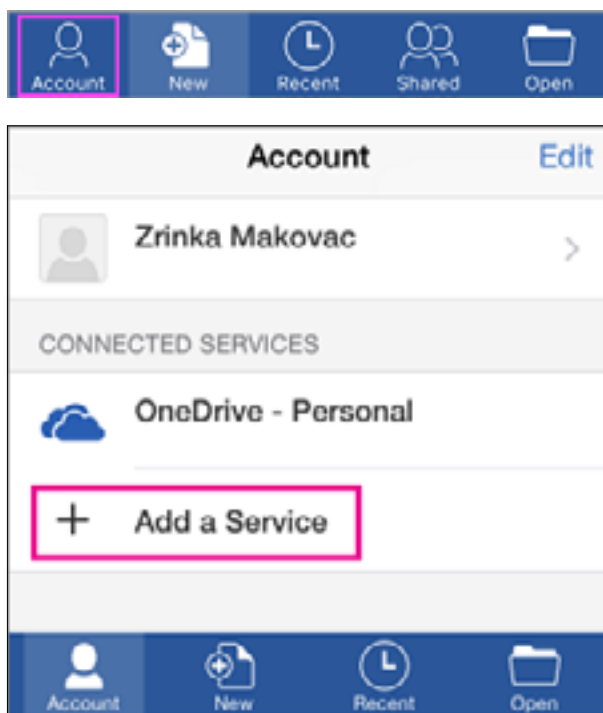 Account New Recent Shared Open
Account Edit
Zrinka Makovac
CONNECTED SERVICES
OneDrive - Personal
Add a Service
Account New Recent Open